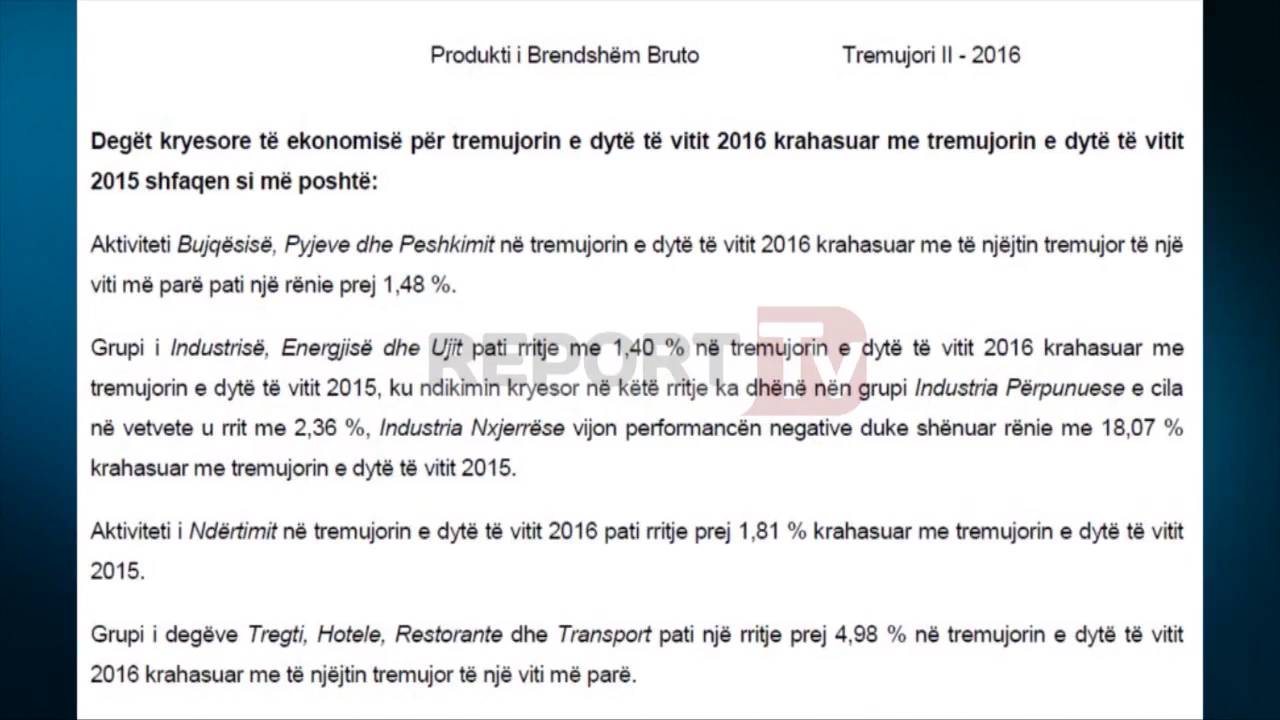 Produkti i Brendshëm Bruto Tremujori II - 2016
Degët kryesore të ekonomisë për tremujorin e dytë të vitit 2016 krahasuar me tremujorin e dytë të vitit
2015 shfaqen si më poshtë:
Aktiviteti Bujqësisë, Pyjeve dhe Peshkimit në tremujorin e dytë të vitit 2016 krahasuar me të njëjtin tremujor të një
viti më parë pati një rënie prej 1,48 %.
REPORT TV
Grupi i Industrisë, Energjisë dhe Ujit pati rritje me 1,40 % në tremujorin e dytë të vitit 2016 krahasuar me
tremujorin e dytë të vitit 2015, ku ndikimin kryesor në këtë rritje ka dhënë nën grupi Industria Përpunuese e cila
në vetvete u rrit me 2,36 %, Industria Nxjerrëse vijon performancën negative duke shënuar rënie me 18,07 %
krahasuar me tremujorin e dytë të vitit 2015.
Aktiviteti i Ndërtimit në tremujorin e dytë të vitit 2016 pati rritje prej 1,81 % krahasuar me tremujorin e dytë të vitit
2015.
Grupi i degëve Tregti, Hotele, Restorante dhe Transport pati një rritje prej 4,98 % në tremujorin e dytë të vitit
2016 krahasuar me të njëjtin tremujor të një viti më parë.